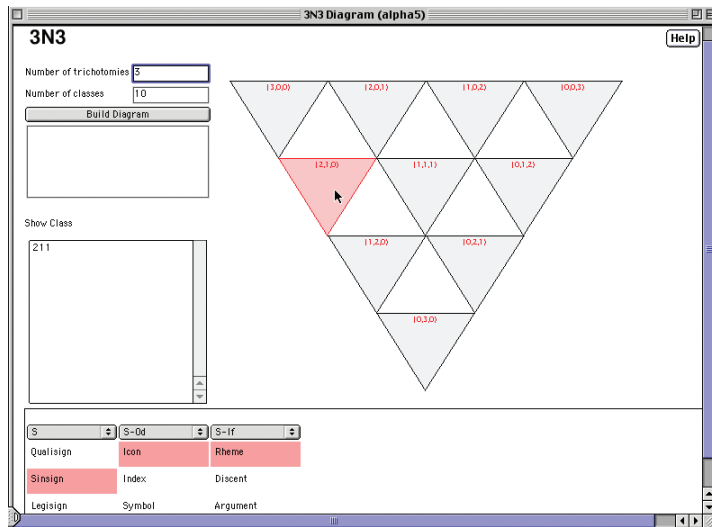 3N3 Diagram (alpha5)
3N3
Help
Number of trichotomies 3
Number of classes 10
Build Diagram
{3,0,0} {2,0,1} {1,0,2} {0,0,3}
{2,1,0} {1,1,1} {0,1,2}
{1,2,0} {0,2,1}
{0,3,0}
Show Class
211
S S-Od S-If
Qualisign Icon Rheme
Sinsign Index Discent
Legisign Symbol Argument